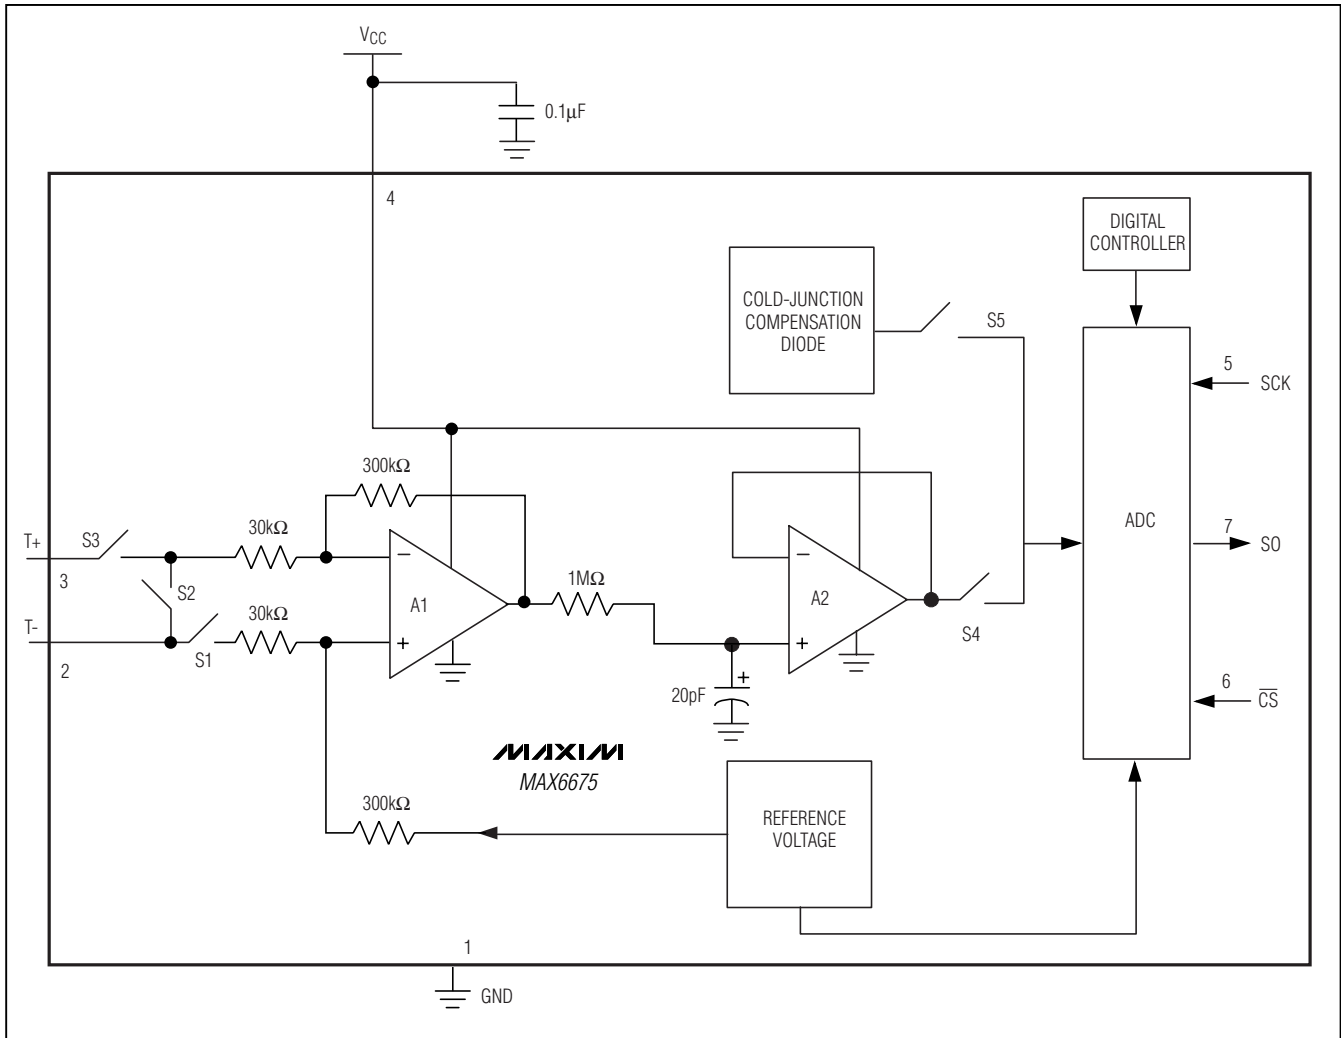 VCC
0.1µF
4
DIGITAL
CONTROLLER
COLD-JUNCTION
COMPENSATION
DIODE
S5
5
SCK
300kΩ
ADC
30kΩ
T+
S3
3
7
SO
S2
1MΩ
A1
A2
30kΩ
T-
S1
2
S4
20pF
6
CS
MAXIM
MAX6675
300kΩ
REFERENCE
VOLTAGE
1
GND